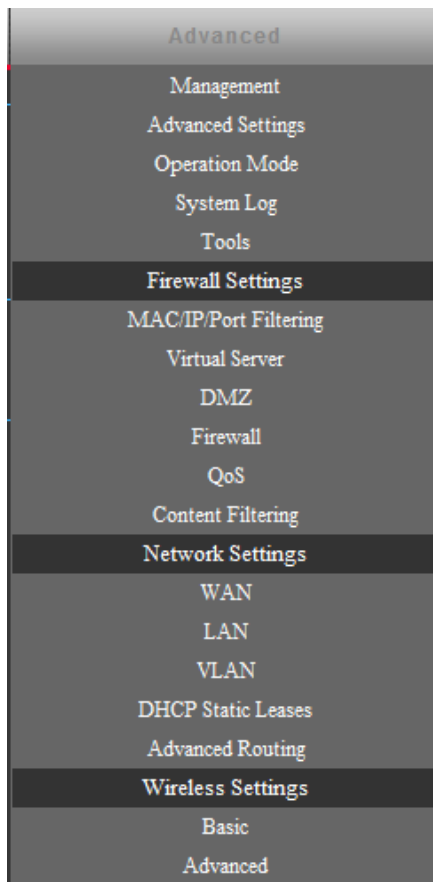 Advanced
Management
Advanced Settings
Operation Mode
System Log
Tools
Firewall Settings
MAC/IP/Port Filtering
Virtual Server
DMZ
Firewall
QoS
Content Filtering
Network Settings
WAN
LAN
VLAN
DHCP Static Leases
Advanced Routing
Wireless Settings
Basic
Advanced